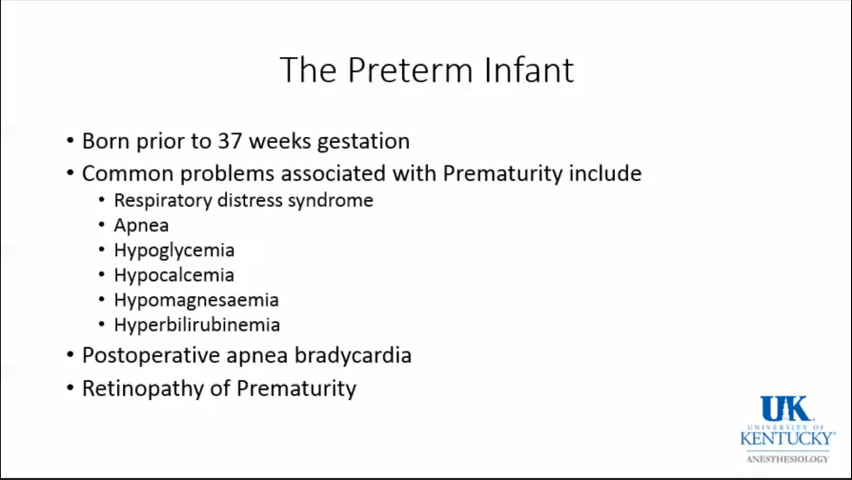 The Preterm Infant
• Born prior to 37 weeks gestation
• Common problems associated with Prematurity include
• Respiratory distress syndrome
• Apnea
• Hypoglycemia
• Hypocalcemia
• Hypomagnesaemia
• Hyperbilirubinemia
• Postoperative apnea bradycardia
• Retinopathy of Prematurity
UK
UNIVERSITY OF
KENTUCKY
ANESTHESIOLOGY